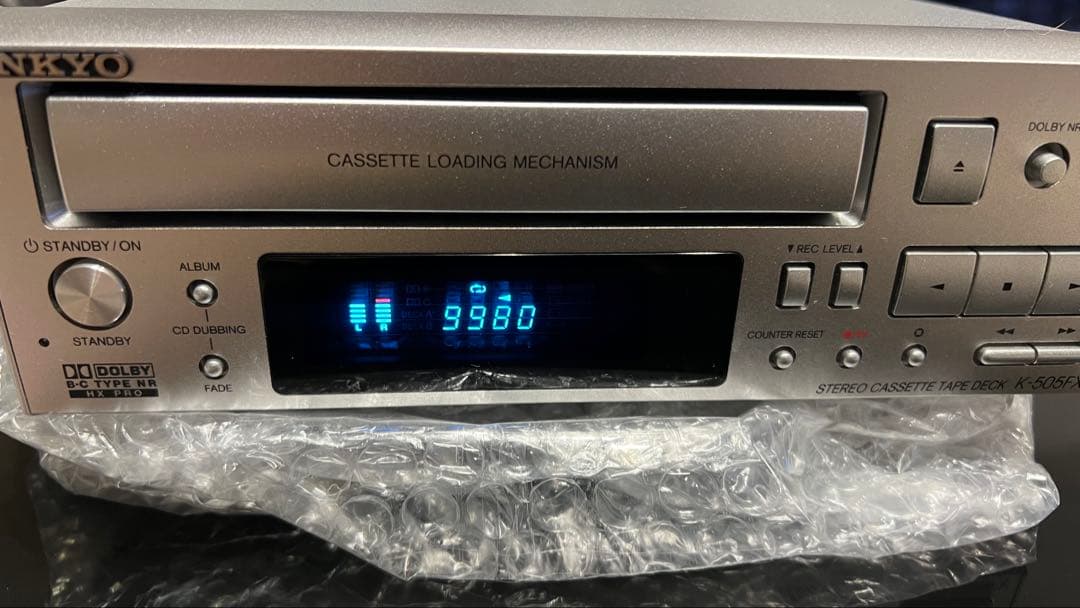 NKYO
CASSETTE LOADING MECHANISM
DOLBY NR
STANDBY / ON
ALBUM
CD DUBBING
FADE
STANDBY
DOLBY
B-C TYPE NR
HX PRO
L R
9980
▼ REC LEVEL ▲
COUNTER RESET
STEREO CASSETTE TAPE DECK K-505FX